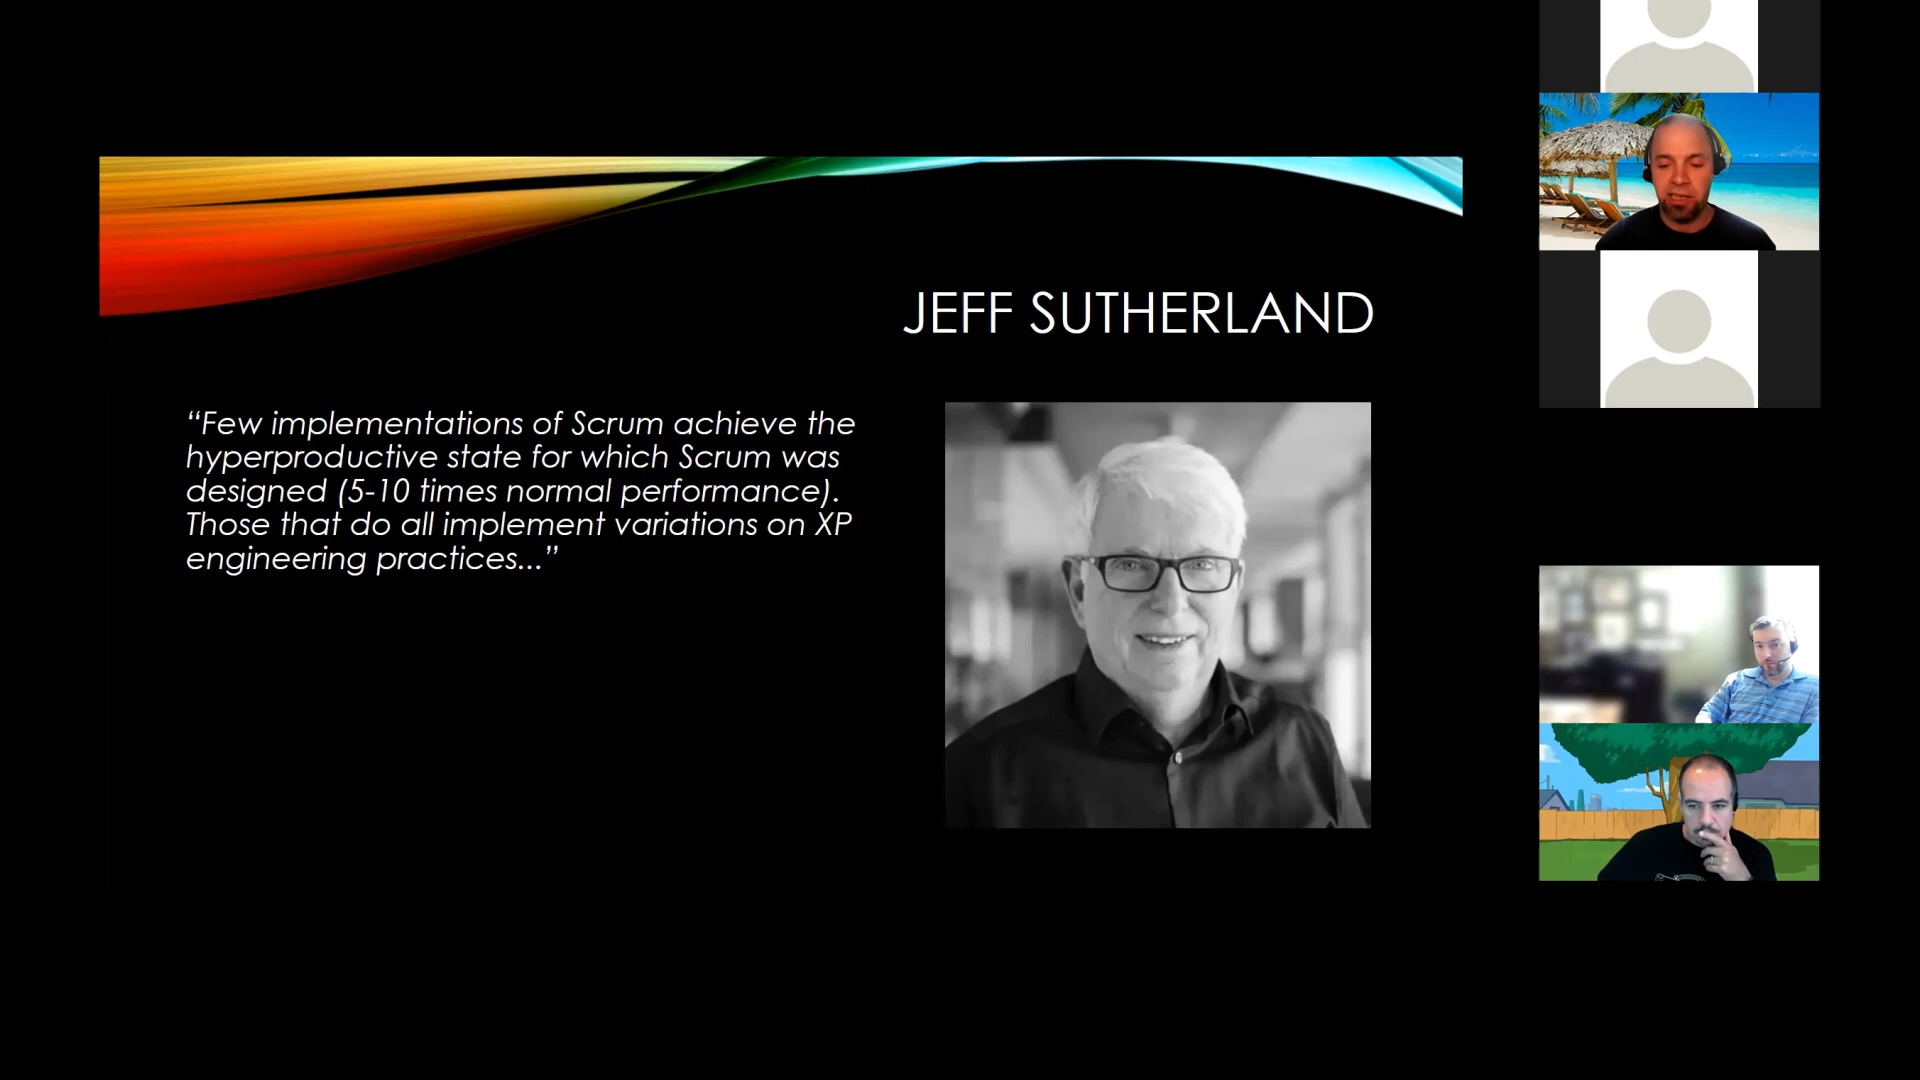 JEFF SUTHERLAND
“Few implementations of Scrum achieve the
hyperproductive state for which Scrum was
designed (5-10 times normal performance).
Those that do all implement variations on XP
engineering practices...”